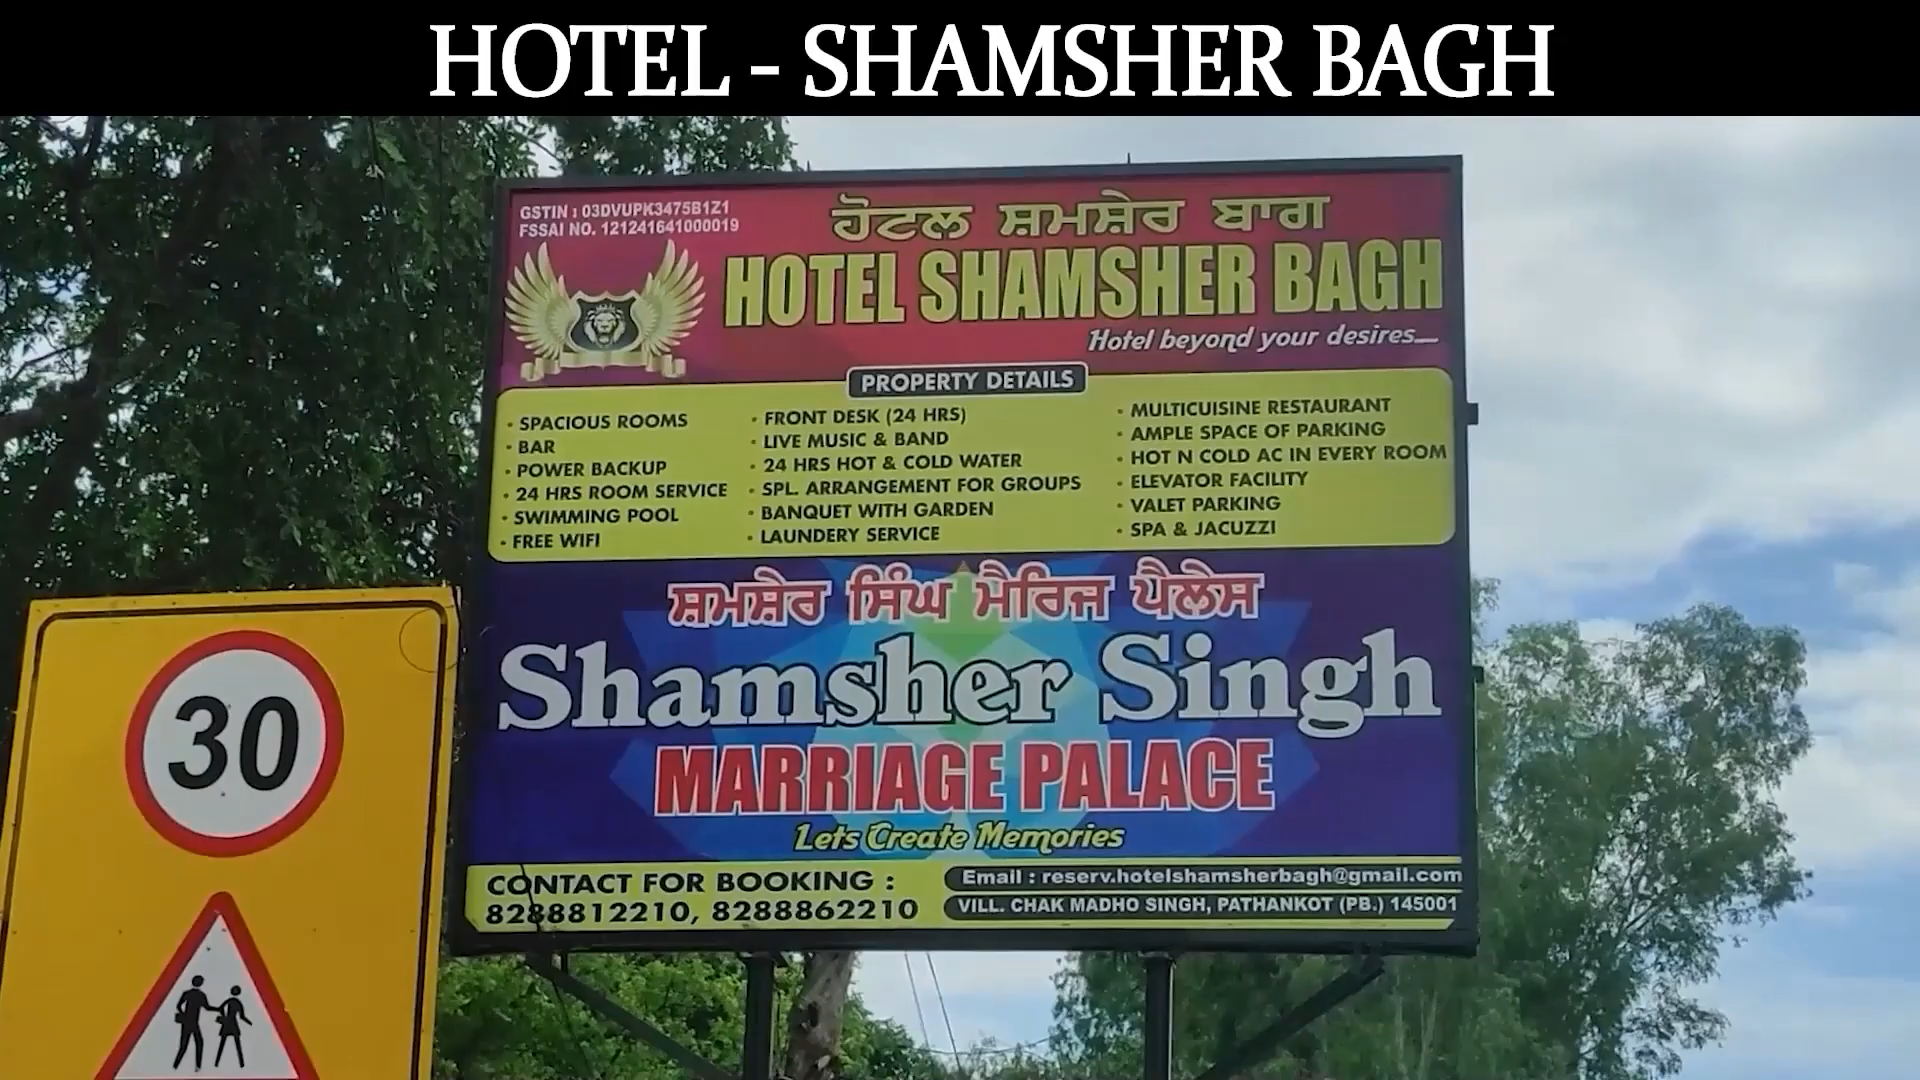 HOTEL - SHAMSHER BAGH
GSTIN : 03DVUPK3475B1Z1
FSSAI NO. 121241641000019
ਹੋਟਲ ਸ਼ਮਸ਼ੇਰ ਬਾਗ
HOTEL SHAMSHER BAGH
Hotel beyond your desires....
PROPERTY DETAILS
• SPACIOUS ROOMS
• BAR
• POWER BACKUP
• 24 HRS ROOM SERVICE
• SWIMMING POOL
• FREE WIFI
• FRONT DESK (24 HRS)
• LIVE MUSIC & BAND
• 24 HRS HOT & COLD WATER
• SPL. ARRANGEMENT FOR GROUPS
• BANQUET WITH GARDEN
• LAUNDERY SERVICE
• MULTICUISINE RESTAURANT
• AMPLE SPACE OF PARKING
• HOT N COLD AC IN EVERY ROOM
• ELEVATOR FACILITY
• VALET PARKING
• SPA & JACUZZI
ਸ਼ਮਸ਼ੇਰ ਸਿੰਘ ਮੈਰਿਜ ਪੈਲੇਸ
Shamsher Singh
MARRIAGE PALACE
Lets Create Memories
CONTACT FOR BOOKING :
8288812210, 8288862210
Email : reserv.hotelshamsherbagh@gmail.com
VILL. CHAK MADHO SINGH, PATHANKOT (PB.) 145001
30